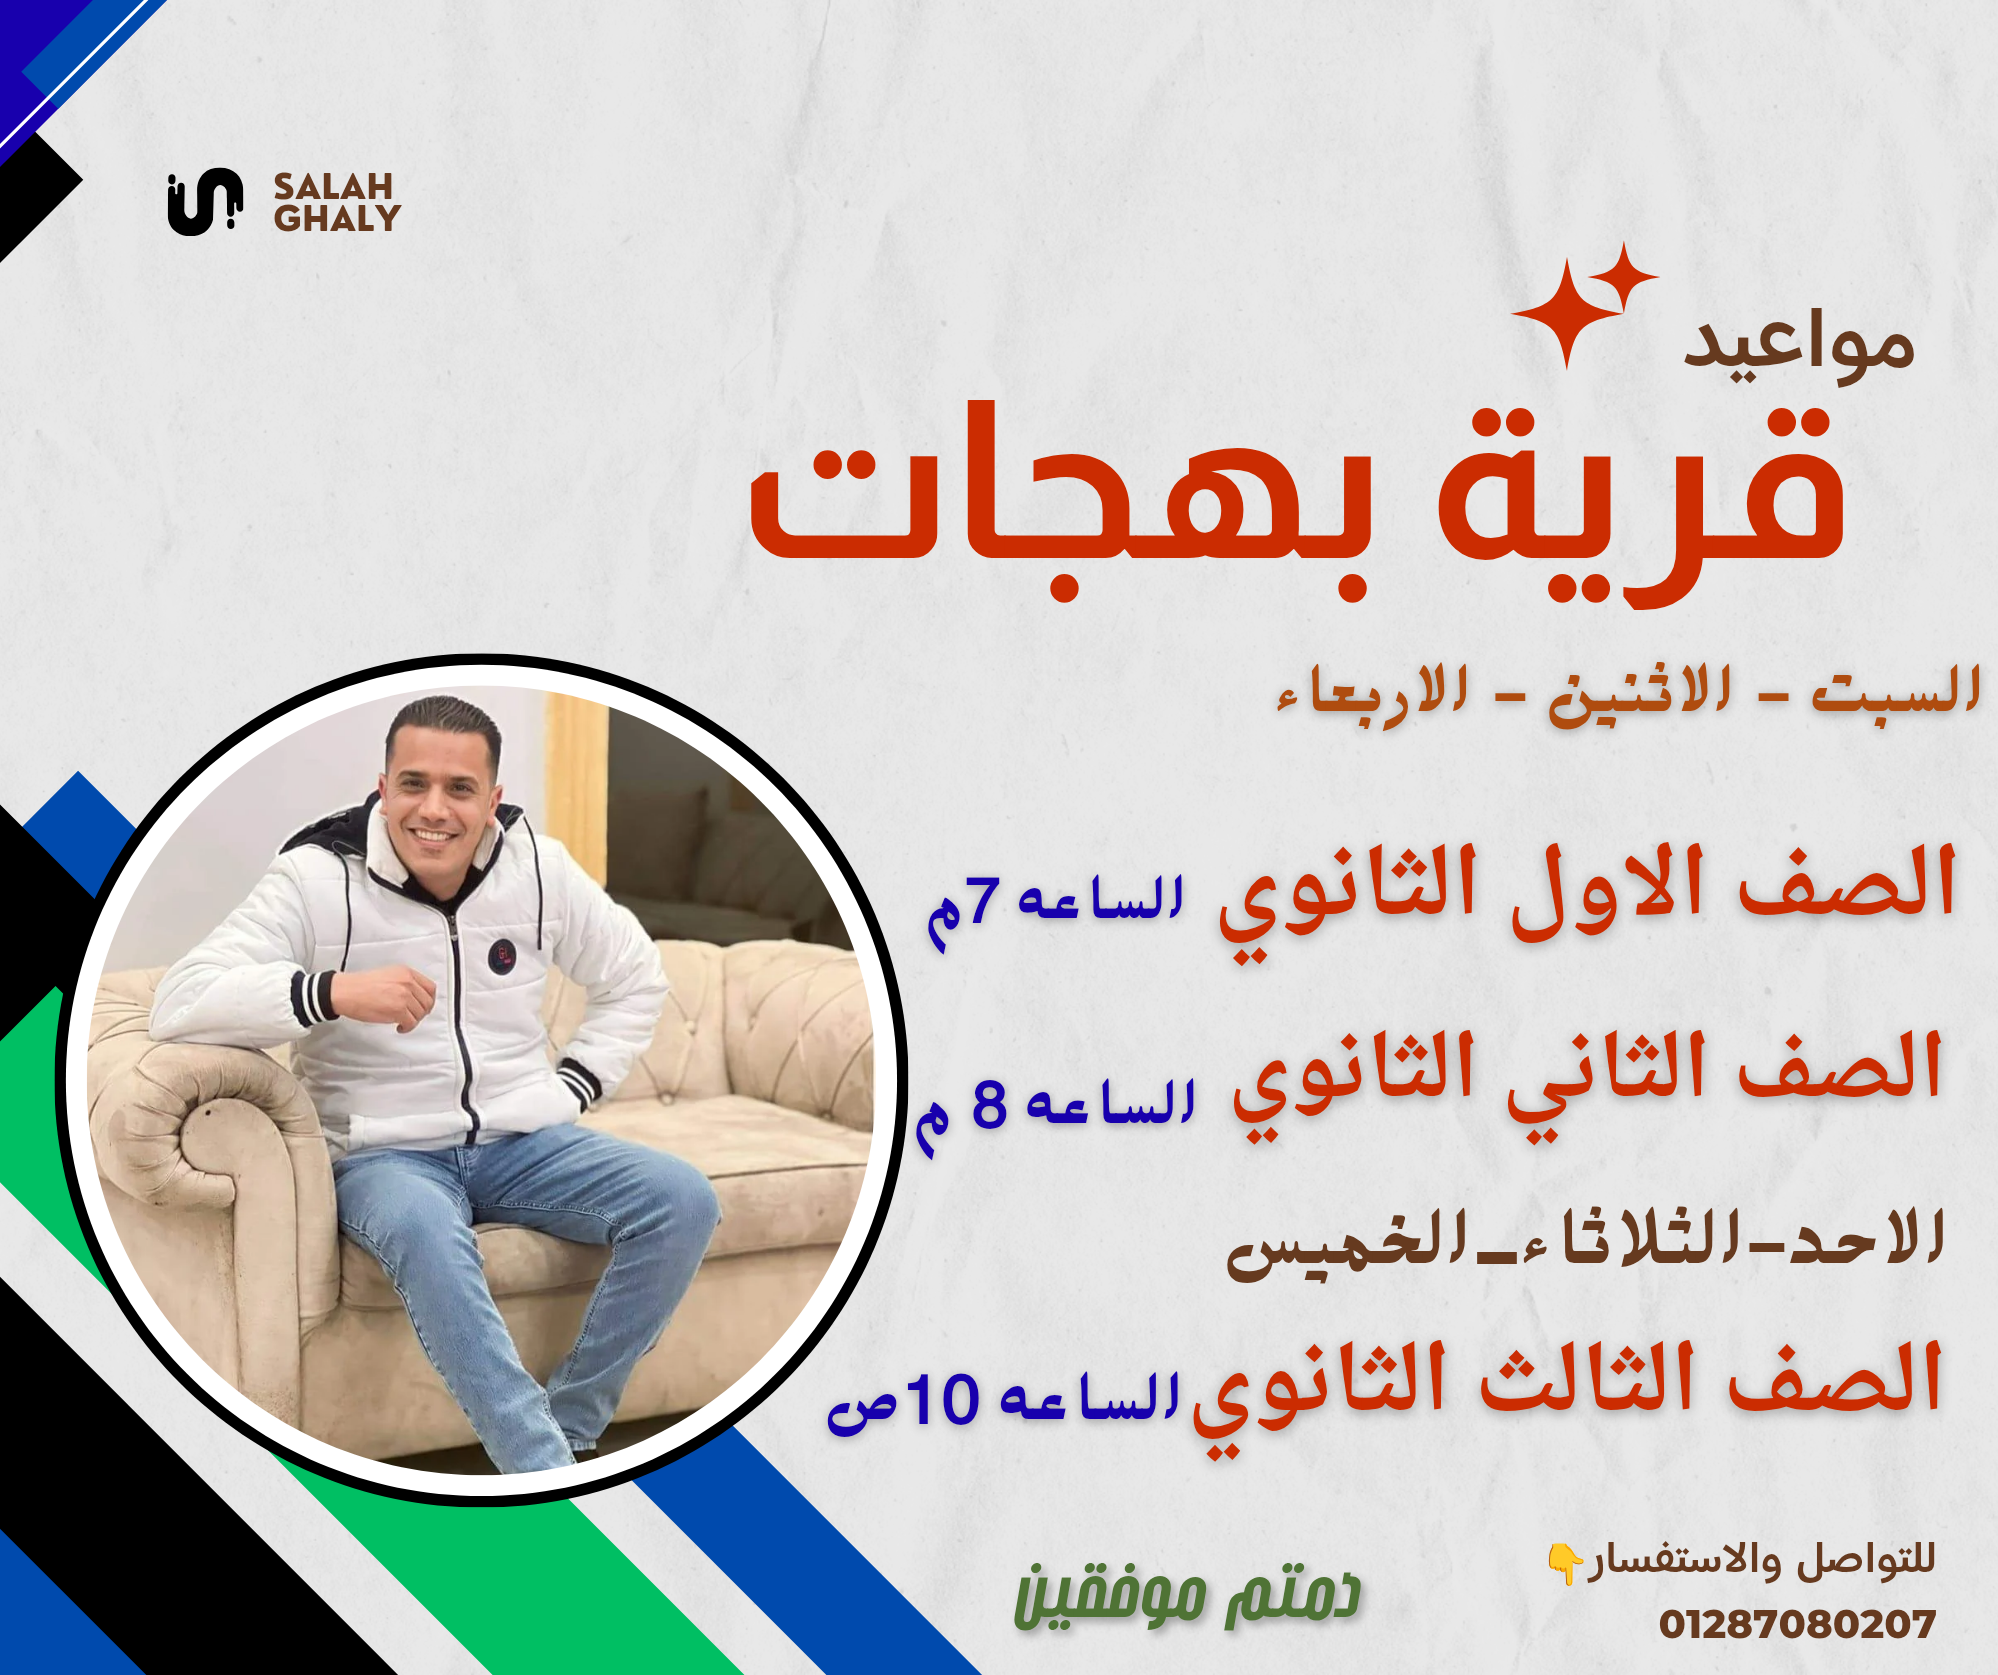 SALAH
GHALY
مواعيد
قرية بهجات
السبت - الاثنين - الاربعاء
الصف الاول الثانوي الساعه 7م
الصف الثاني الثانوي الساعه 8 م
الاحد-الثلاثاء-الخميس
الصف الثالث الثانوي الساعه 10ص
للتواصل والاستفسار👇
01287080207
دمتم موفقين